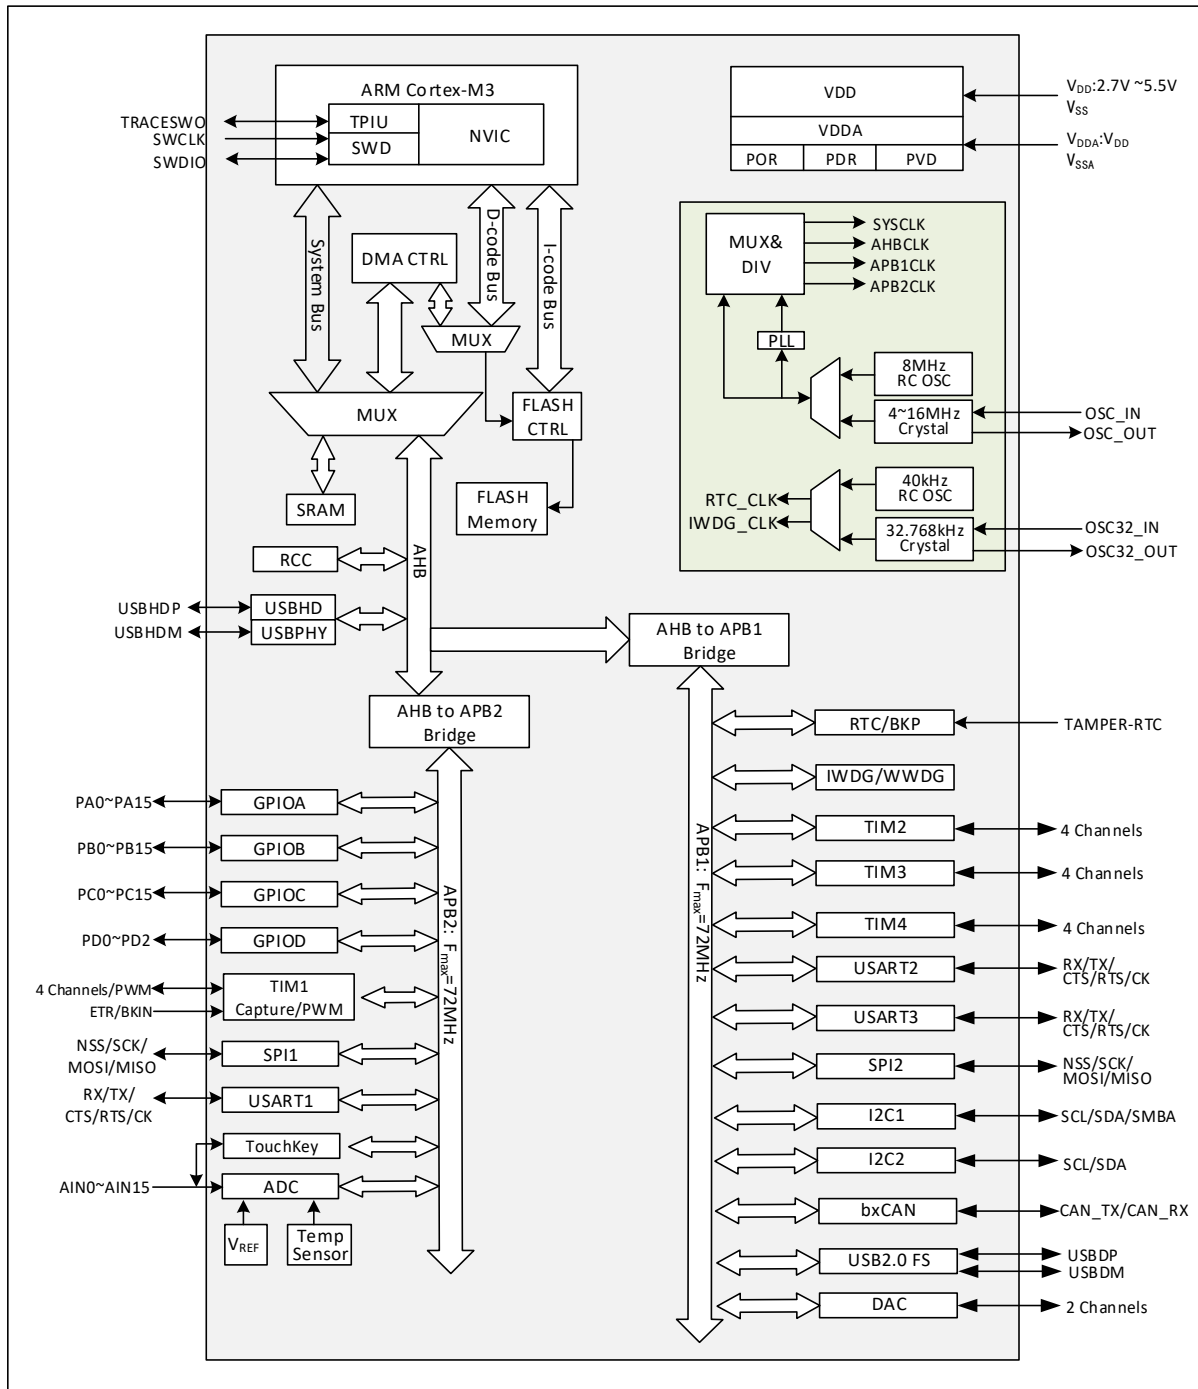 ARM Cortex-M3
TPIU
SWD
NVIC
TRACESWO
SWCLK
SWDIO
VDD
VDDA
POR
PDR
PVD
VDD:2.7V ~5.5V
VSS
VDDA:VDD
VSSA
System Bus
DMA CTRL
D-code Bus
I-code Bus
MUX
MUX
FLASH
CTRL
SRAM
FLASH
Memory
MUX&
DIV
SYSCLK
AHBCLK
APB1CLK
APB2CLK
PLL
8MHz
RC OSC
4~16MHz
Crystal
OSC_IN
OSC_OUT
40kHz
RC OSC
RTC_CLK
IWDG_CLK
32.768kHz
Crystal
OSC32_IN
OSC32_OUT
RCC
AHB
USBHDP
USBHDM
USBHD
USBPHY
AHB to APB1
Bridge
AHB to APB2
Bridge
PA0~PA15
GPIOA
PB0~PB15
GPIOB
PC0~PC15
GPIOC
PD0~PD2
GPIOD
4 Channels/PWM
ETR/BKIN
TIM1
Capture/PWM
NSS/SCK/
MOSI/MISO
SPI1
RX/TX/
CTS/RTS/CK
USART1
TouchKey
AIN0~AIN15
ADC
VREF
Temp
Sensor
APB2: Fmax=72MHz
APB1: Fmax=72MHz
RTC/BKP
TAMPER-RTC
IWDG/WWDG
TIM2
4 Channels
TIM3
4 Channels
TIM4
4 Channels
USART2
RX/TX/
CTS/RTS/CK
USART3
RX/TX/
CTS/RTS/CK
SPI2
NSS/SCK/
MOSI/MISO
I2C1
SCL/SDA/SMBA
I2C2
SCL/SDA
bxCAN
CAN_TX/CAN_RX
USB2.0 FS
USBDP
USBDM
DAC
2 Channels